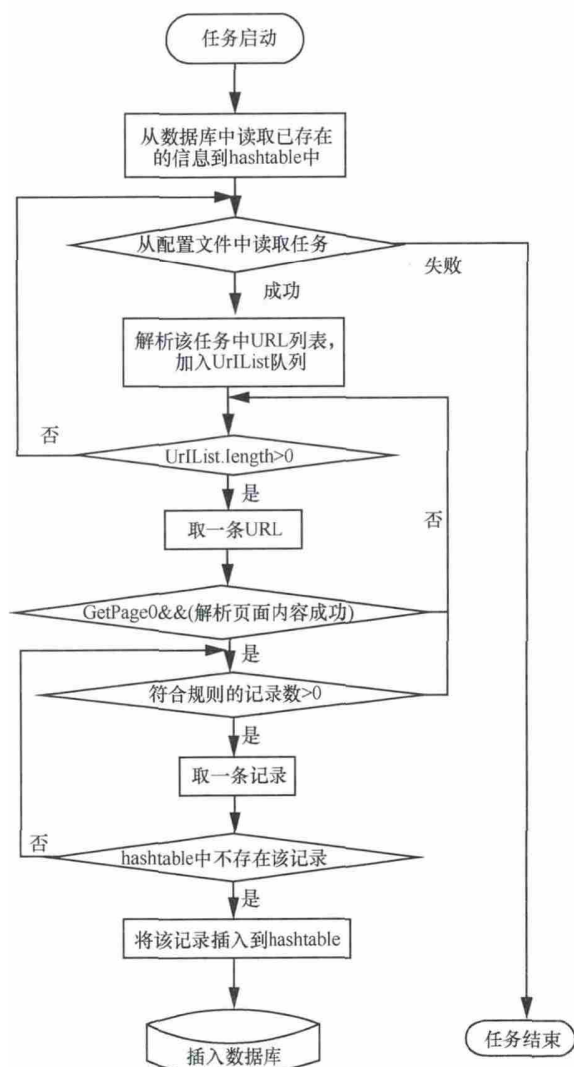 任务启动
从数据库中读取已存在
的信息到hashtable中
从配置文件中读取任务
失败
成功
解析该任务中URL列表,
加入UrIList队列
否
UrIList.length>0
是
否
取一条URL
GetPage0&&(解析页面内容成功)
是
符合规则的记录数>0
是
取一条记录
否
hashtable中不存在该记录
是
将该记录插入到hashtable
插入数据库
任务结束